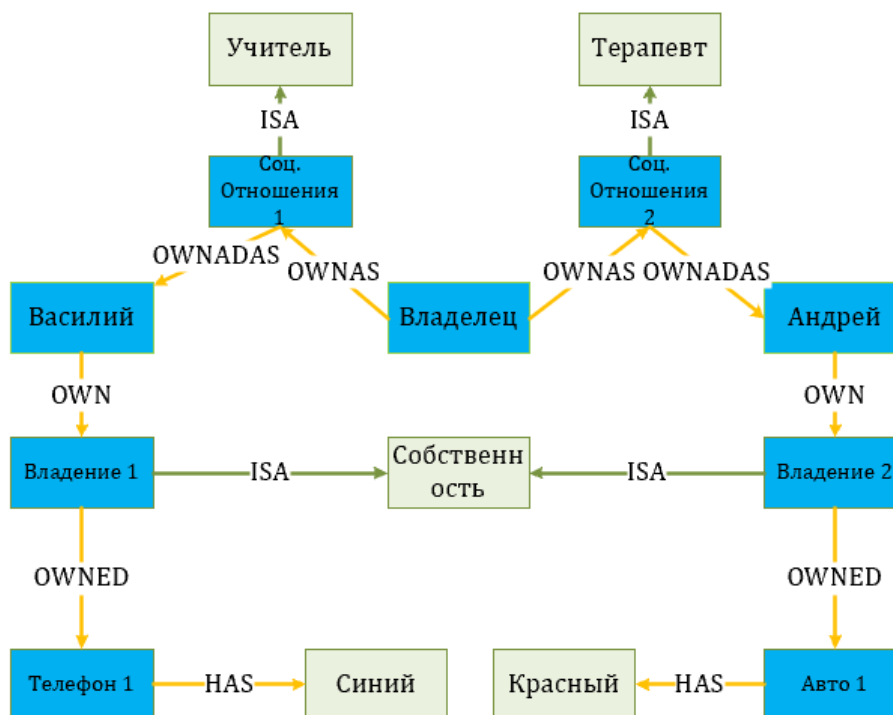 Учитель
Терапевт
ISA
ISA
Соц.
Отношения
1
Соц.
Отношения
2
OWNADAS
OWNAS
OWNAS
OWNADAS
Василий
Владелец
Андрей
OWN
OWN
Владение 1
ISA
Собственн
ость
ISA
Владение 2
OWNED
OWNED
Телефон 1
HAS
Синий
Красный
HAS
Авто 1